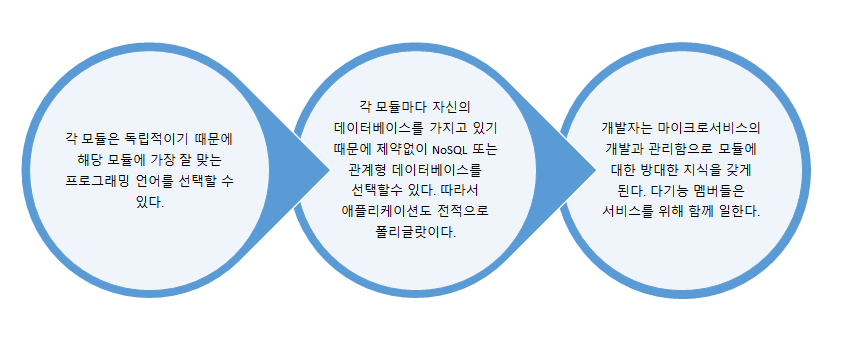 각 모듈은 독립적이기 때문에
해당 모듈에 가장 잘 맞는
프로그래밍 언어를 선택할 수
있다.
각 모듈마다 자신의
데이터베이스를 가지고 있기
때문에 제약없이 NoSQL 또는
관계형 데이터베이스를
선택할수 있다. 따라서
애플리케이션도 전적으로
폴리글랏이다.
개발자는 마이크로서비스의
개발과 관리함으로 모듈에
대한 방대한 지식을 갖게
된다. 다기능 멤버들은
서비스를 위해 함께 일한다.